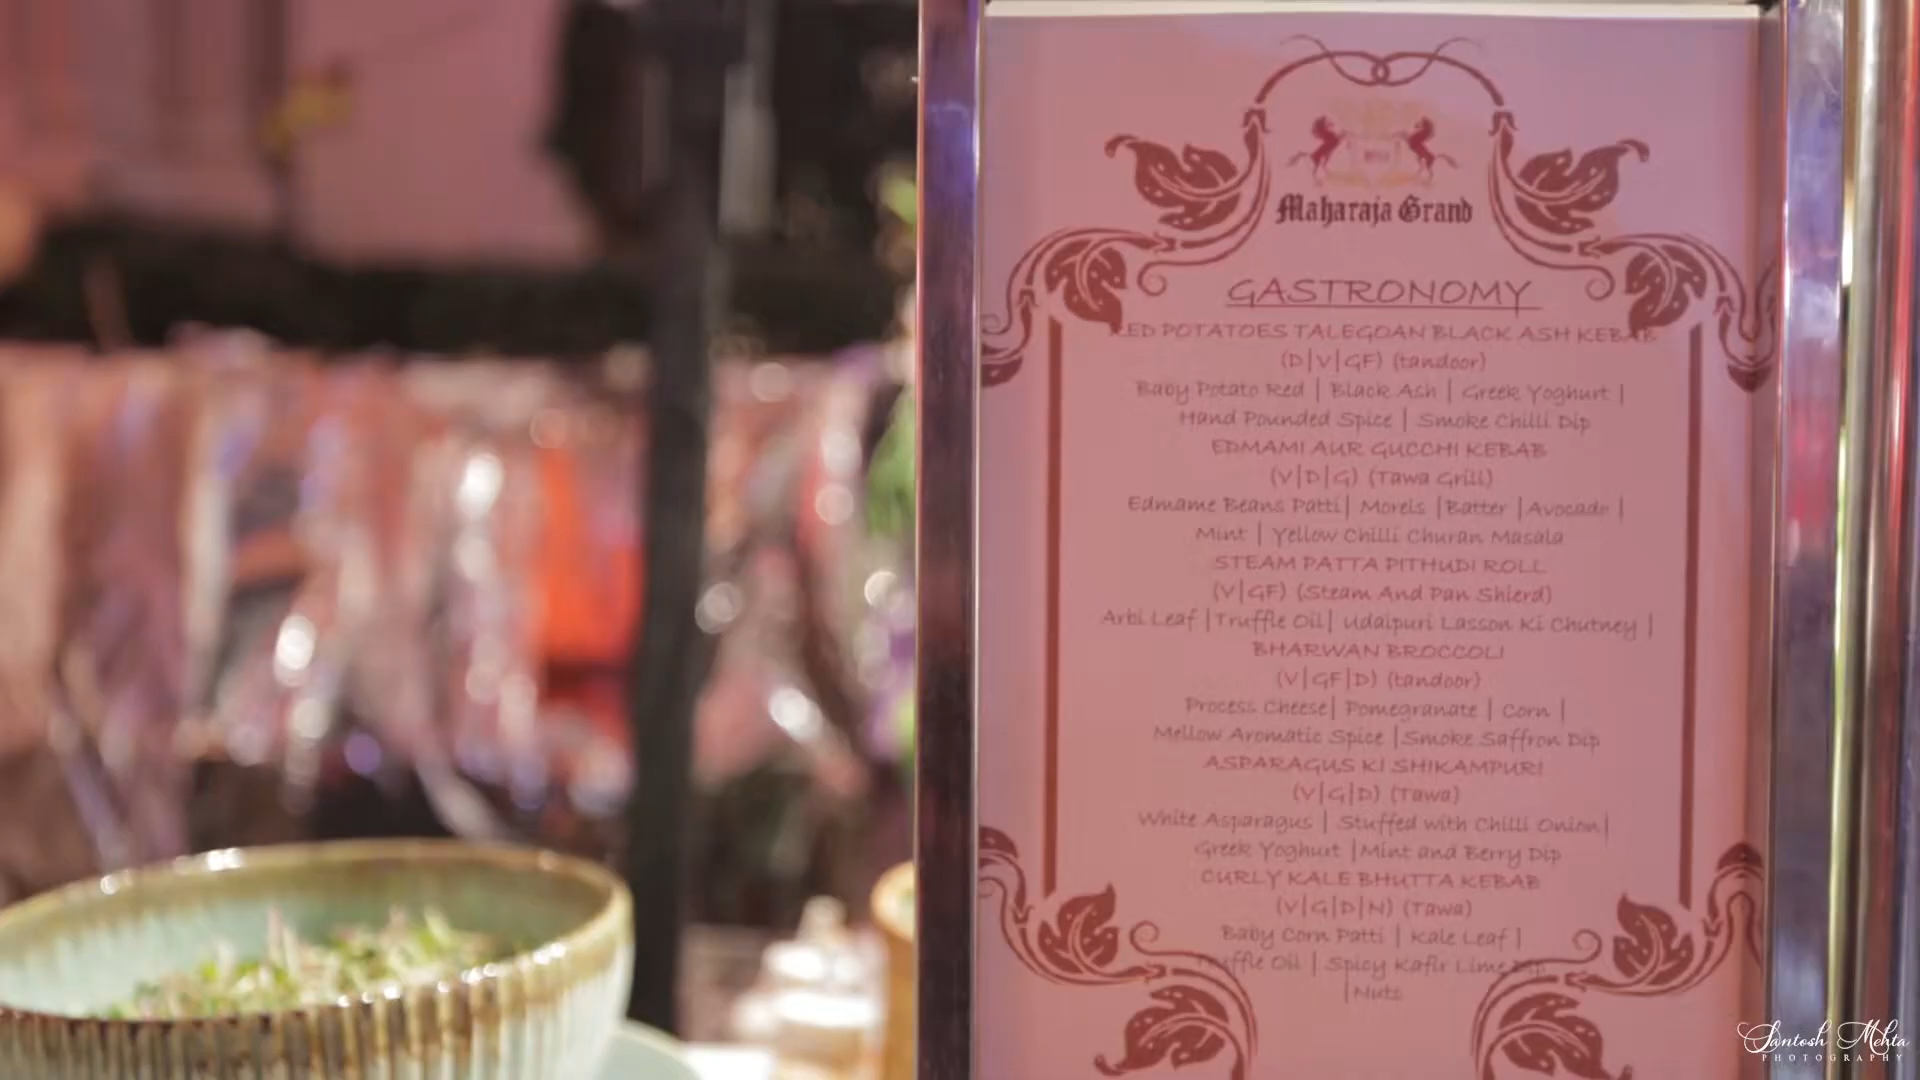 Maharaja Grand
GASTRONOMY
RED POTATOES TALEGOAN BLACK ASH KEBAB
(D|V|GF) (tandoor)
Baby Potato Red | Black Ash | Greek Yoghurt |
Hand Pounded Spice | Smoke Chilli Dip
EDMAMI AUR GUCCHI KEBAB
(V|D|G) (Tawa Grill)
Edmame Beans Patti| Morels |Batter |Avocado |
Mint | Yellow Chilli Churan Masala
STEAM PATTA PITHUDI ROLL
(V|GF) (Steam And Pan Shierd)
Arbi Leaf |Truffle Oil| Udaipuri Lasson Ki Chutney |
BHARWAN BROCCOLI
(V|GF|D) (tandoor)
Process Cheese| Pomegranate | Corn |
Mellow Aromatic Spice |Smoke Saffron Dip
ASPARAGUS KI SHIKAMPURI
(V|G|D) (Tawa)
White Asparagus | Stuffed with Chilli Onion|
Greek Yoghurt |Mint and Berry Dip
CURLY KALE BHUTTA KEBAB
(V|G|D|N) (Tawa)
Baby Corn Patti | Kale Leaf |
Truffle Oil | Spicy Kafir Lime Dip
|Nuts
Santosh Mehta
PHOTOGRAPHY